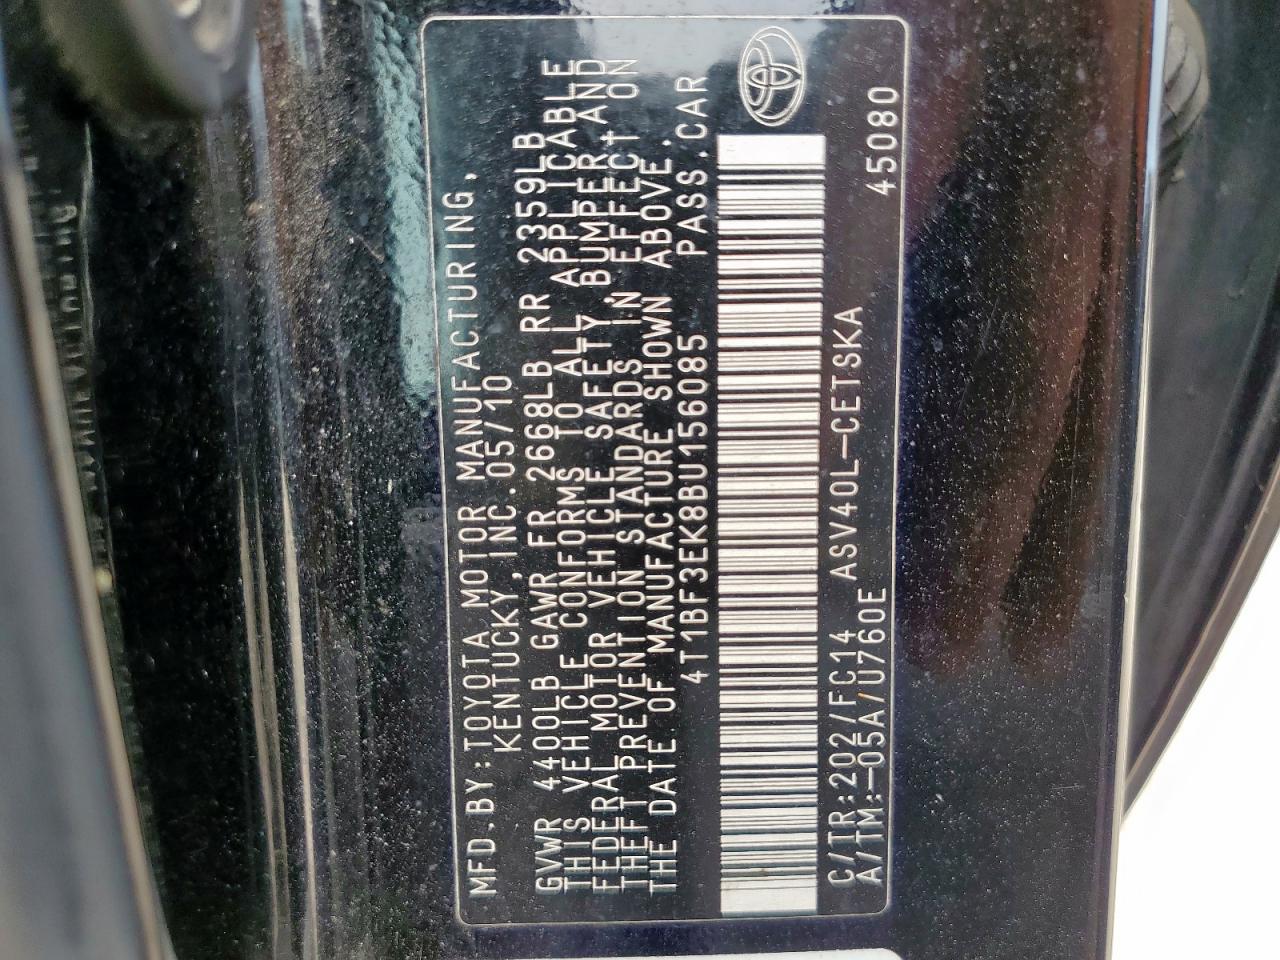 MFD.BY:TOYOTA MOTOR MANUFACTURING,
KENTUCKY, INC.05/10
GVWR 4400LB GAWR FR 2668LB RR 2359LB
THIS VEHICLE CONFORMS TO ALL APPLICABLE
FEDERAL MOTOR VEHICLE SAFETY, BUMPER, AND
THEFT PREVENTION STANDARDS IN EFFECT ON
THE DATE OF MANUFACTURE SHOWN ABOVE.
4T1BF3EK8BU156085 PASS.CAR
C/TR:202/FC14 ASV40L-CETSKA
A/TM:-05A/U760E 45080